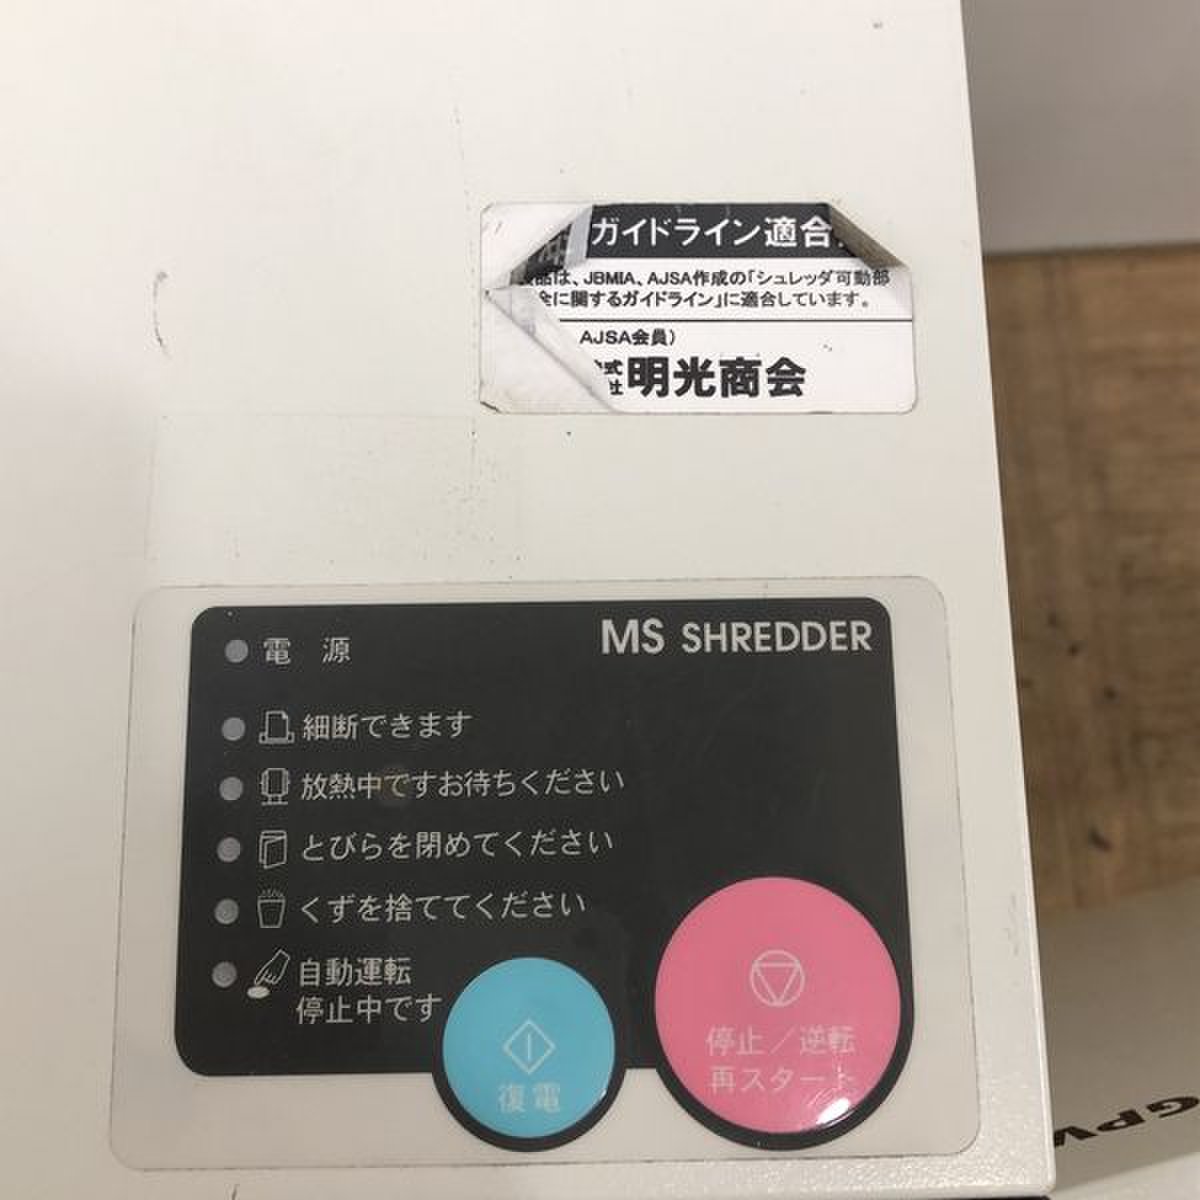 ガイドライン適合
品は、JBMIA、AJSA作成の「シュレッダ可動部
全に関するガイドライン」に適合しています。
AJSA会員）
式
社 明光商会
MS SHREDDER
電 源
細断できます
放熱中ですお待ちください
とびらを閉めてください
くずを捨ててください
自動運転
停止中です
復電
停止／逆転
再スタート
GPW